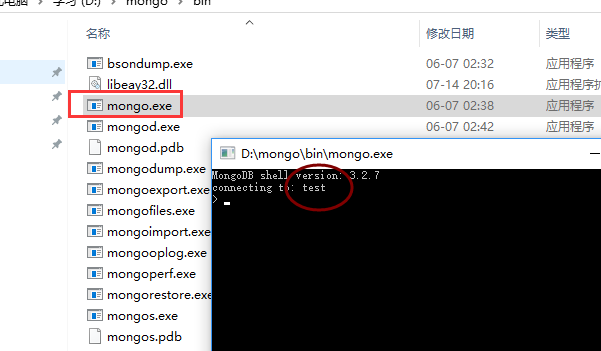 此电脑 > 学习 (D:) > mongo > bin
名称 修改日期 类型
bsondump.exe 06-07 02:32 应用程序
libeay32.dll 07-14 20:16 应用程序扩
mongo.exe 06-07 02:38 应用程序
mongod.exe 06-07 02:42 应用程序
mongod.pdb
mongodump.exe
mongoexport.exe
mongofiles.exe
mongoimport.exe
mongooplog.exe
mongoperf.exe
mongorestore.exe
mongos.exe
mongos.pdb
D:\mongo\bin\mongo.exe
MongoDB shell version: 3.2.7
connecting to: test
>